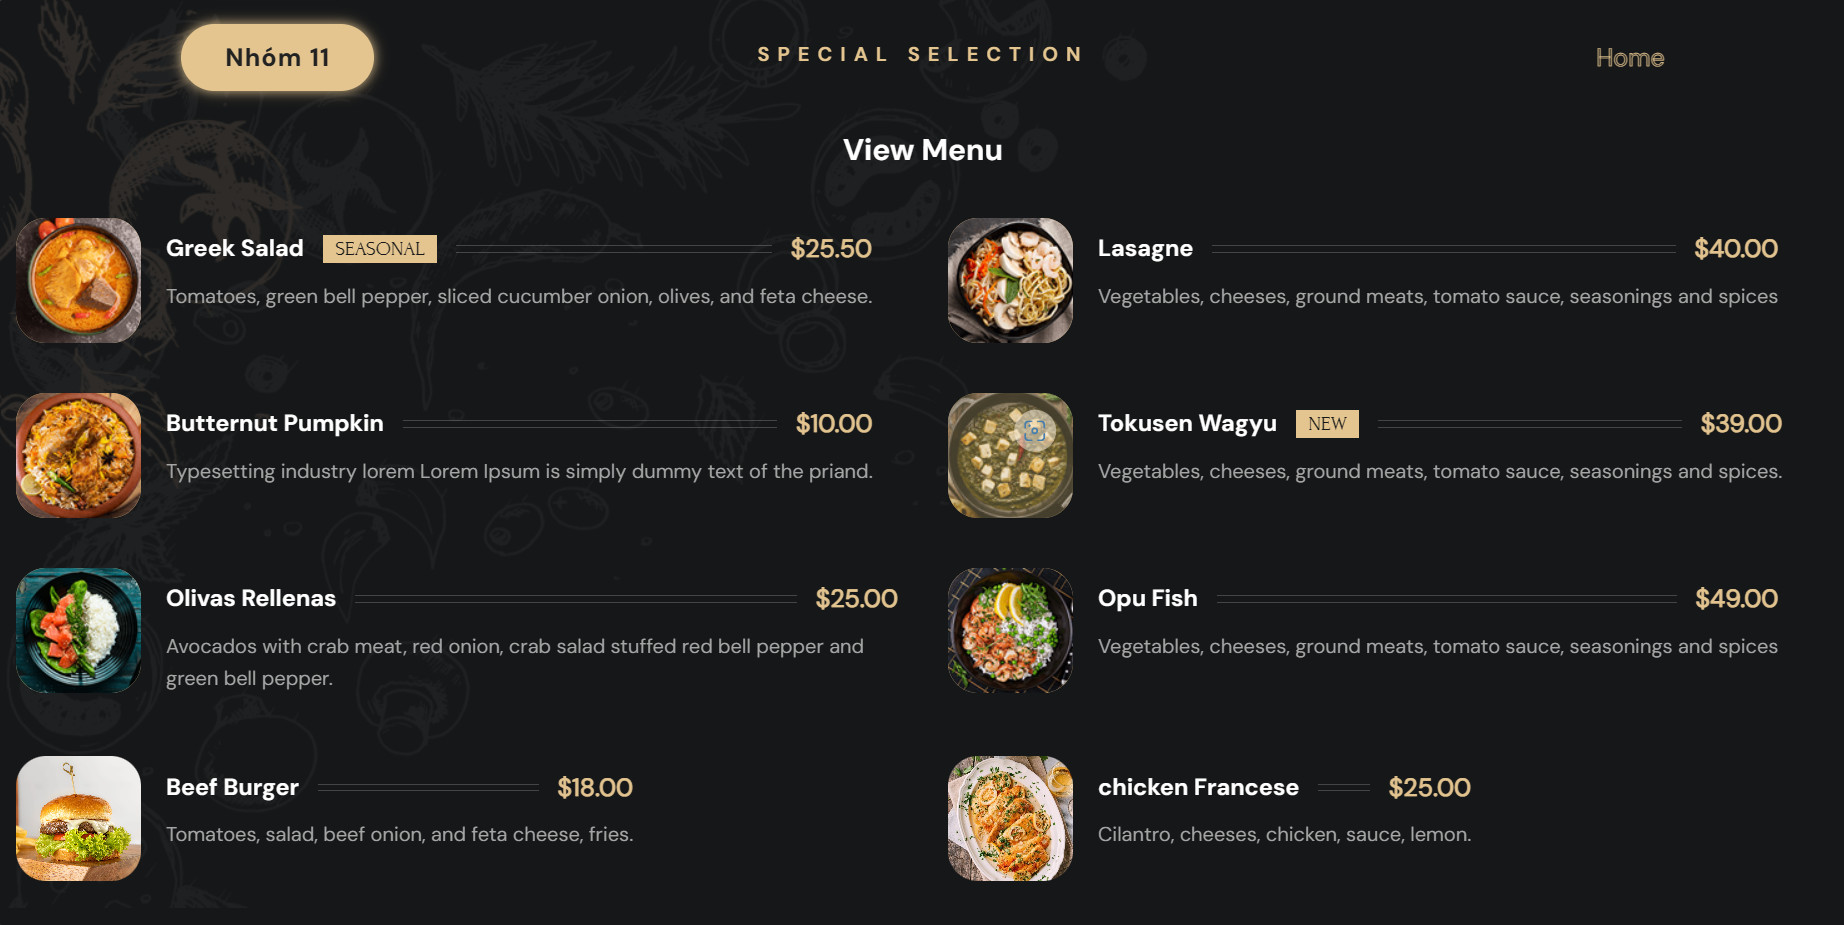 Nhóm 11
SPECIAL SELECTION
Home
View Menu
Greek Salad SEASONAL $25.50
Tomatoes, green bell pepper, sliced cucumber onion, olives, and feta cheese.
Lasagne $40.00
Vegetables, cheeses, ground meats, tomato sauce, seasonings and spices
Butternut Pumpkin $10.00
Typesetting industry lorem Lorem Ipsum is simply dummy text of the priand.
Tokusen Wagyu NEW $39.00
Vegetables, cheeses, ground meats, tomato sauce, seasonings and spices.
Olivas Rellenas $25.00
Avocados with crab meat, red onion, crab salad stuffed red bell pepper and
green bell pepper.
Opu Fish $49.00
Vegetables, cheeses, ground meats, tomato sauce, seasonings and spices
Beef Burger $18.00
Tomatoes, salad, beef onion, and feta cheese, fries.
chicken Francese $25.00
Cilantro, cheeses, chicken, sauce, lemon.